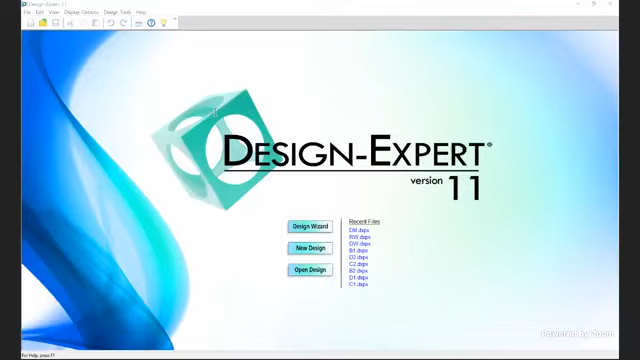 Design-Expert 11
File Edit View Display Options Design Tools Help
DESIGN-EXPERT®
version 11
Design Wizard
New Design
Open Design
Recent Files
DM.dxpx
RW.dxpx
DW.dxpx
B1.dxpx
D2.dxpx
C2.dxpx
B2.dxpx
D1.dxpx
C1.dxpx
Powered by Zoom
For Help, press F1